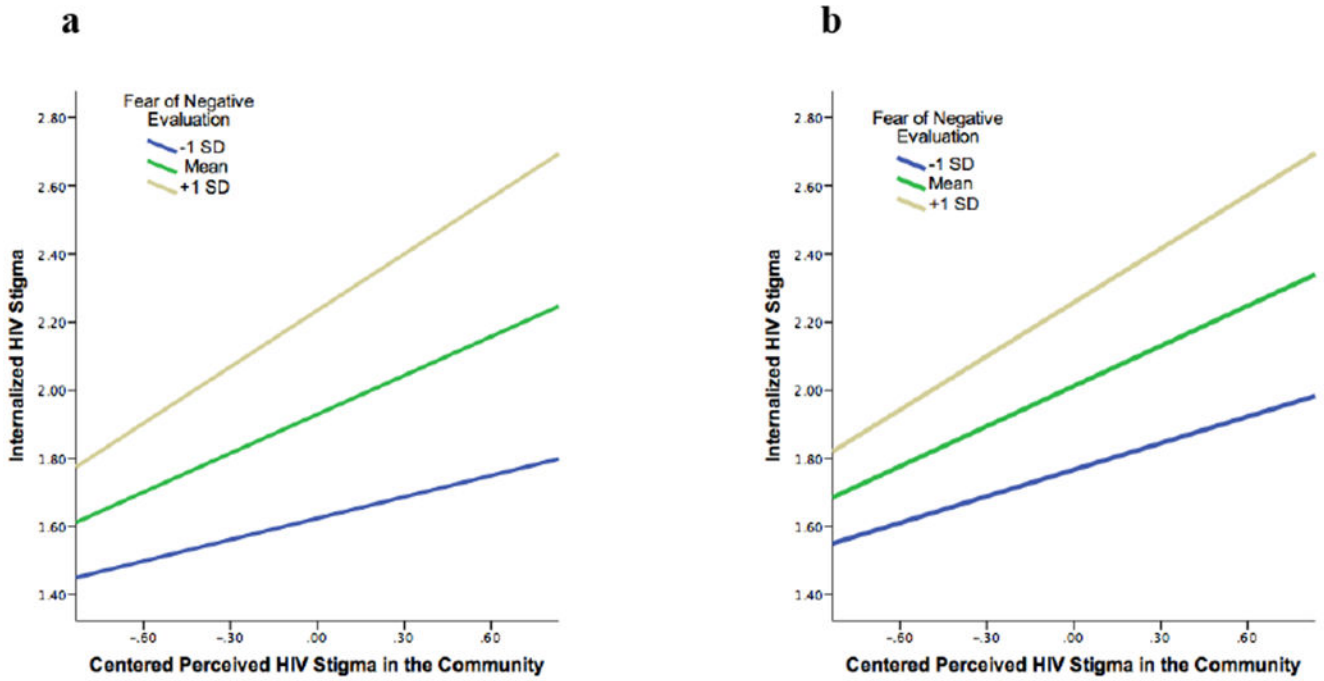 a
Fear of Negative
Evaluation
-1 SD
Mean
+1 SD
2.80
2.60
2.40
2.20
2.00
1.80
1.60
1.40
Internalized HIV Stigma
-.60
-.30
.00
.30
.60
Centered Perceived HIV Stigma in the Community
b
Fear of Negative
Evaluation
-1 SD
Mean
+1 SD
2.80
2.60
2.40
2.20
2.00
1.80
1.60
1.40
Internalized HIV Stigma
-.60
-.30
.00
.30
.60
Centered Perceived HIV Stigma in the Community